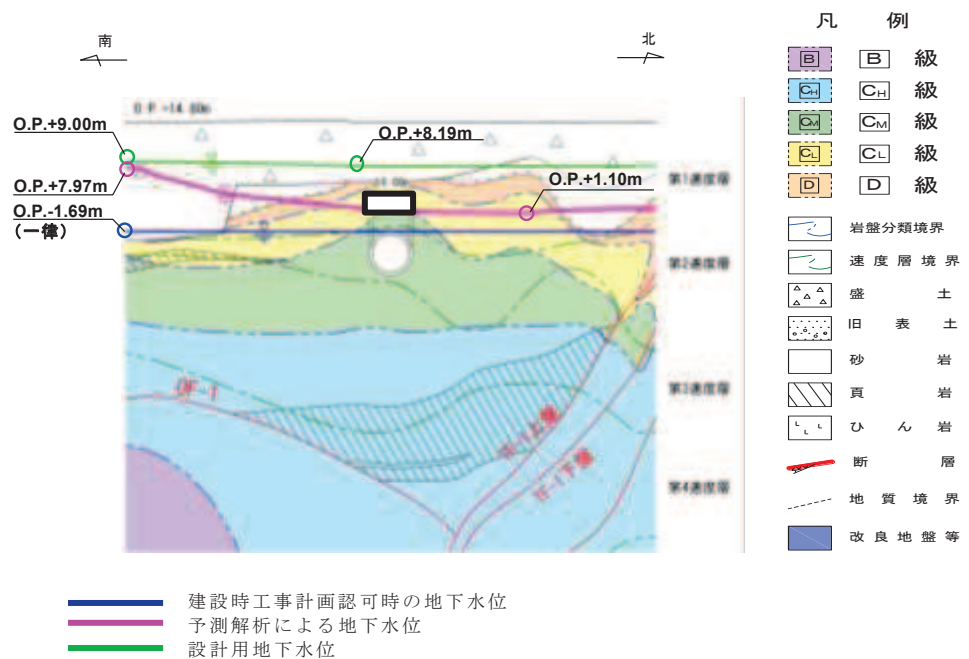 南
北
O.P.+14.80m
O.P.+9.00m
O.P.+8.19m
O.P.+7.97m
O.P.+1.10m
O.P.-1.69m
(一律)
第1速度層
第2速度層
第3速度層
第4速度層
凡 例
B B 級
CH CH 級
CM CM 級
CL CL 級
D D 級
岩盤分類境界
速度層境界
盛 土
旧 表 土
砂 岩
頁 岩
ひ ん 岩
断 層
地質境界
改良地盤等
建設時工事計画認可時の地下水位
予測解析による地下水位
設計用地下水位